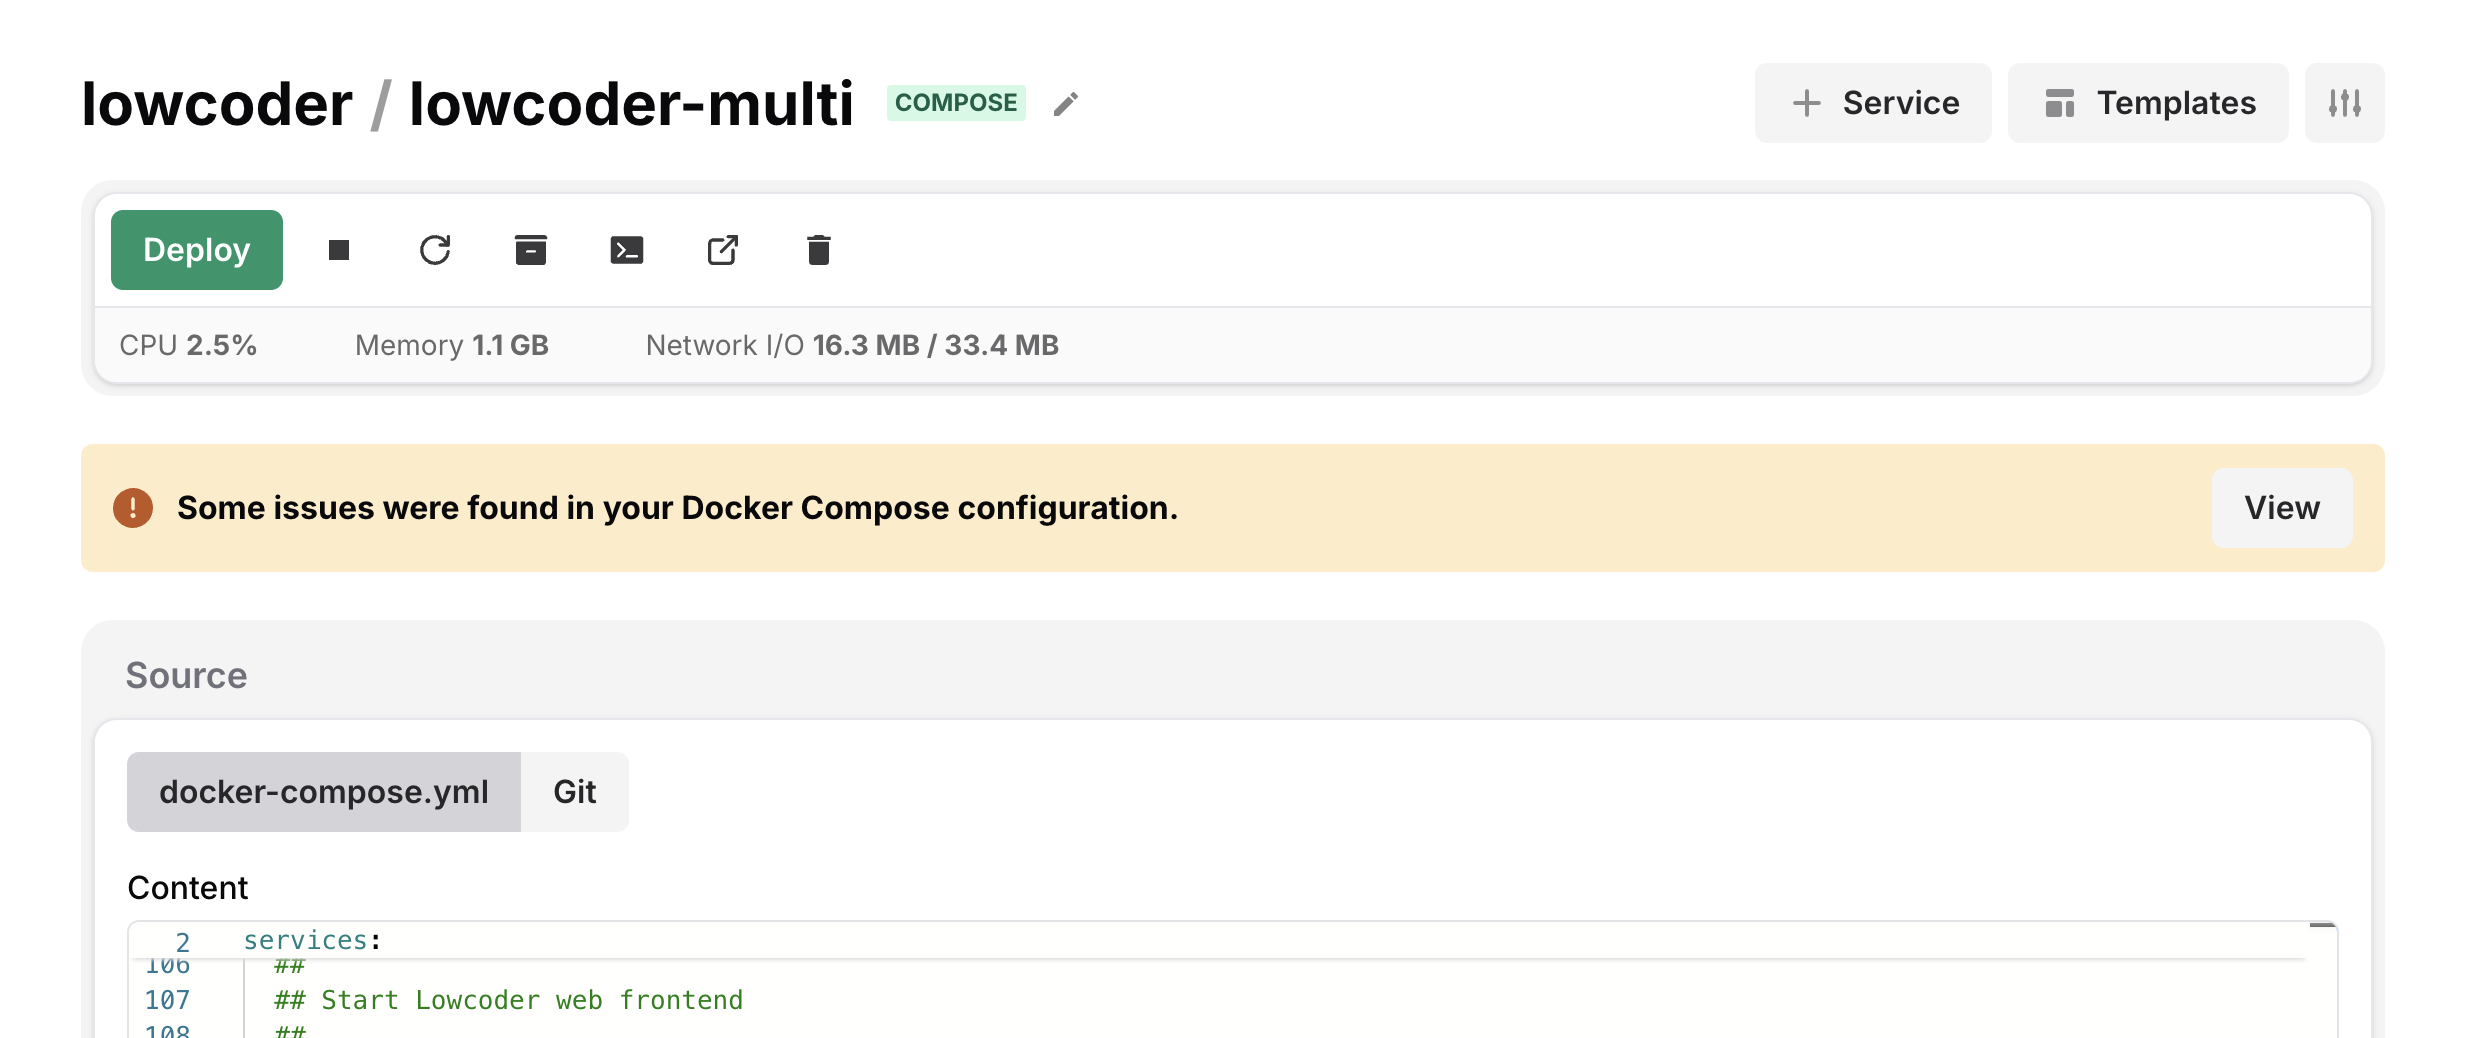 lowcoder / lowcoder-multi COMPOSE
Service
Templates
Deploy
CPU 2.5% Memory 1.1 GB Network I/O 16.3 MB / 33.4 MB
Some issues were found in your Docker Compose configuration.
View
Source
docker-compose.yml Git
Content
2 services:
106 ##
107 ## Start Lowcoder web frontend
108 ##